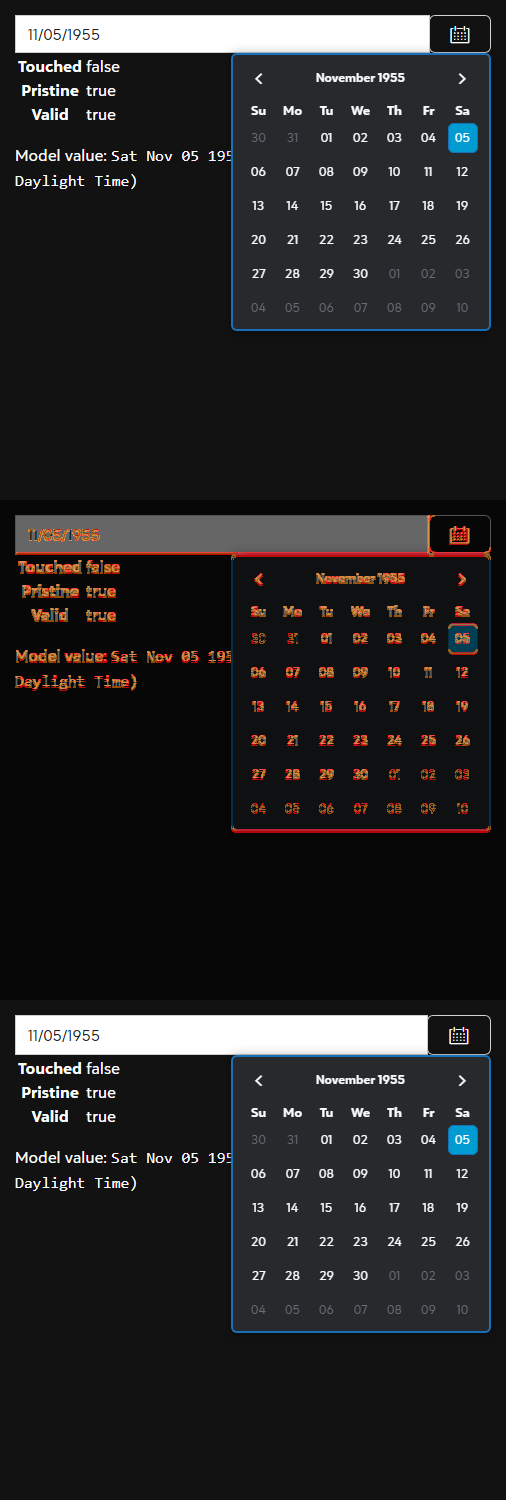 11/05/1955
November 1955
Touched false
Pristine true
Valid true
Su Mo Tu We Th Fr Sa
30 31 01 02 03 04 05
Model value: Sat Nov 05 195
Daylight Time)
06 07 08 09 10 11 12
13 14 15 16 17 18 19
20 21 22 23 24 25 26
27 28 29 30 01 02 03
04 05 06 07 08 09 10
11/05/1955
Touched false
November 1955
Pristine true
Valid true
Su Mo Tu We Th Fr Sa
30 31 01 02 03 04 05
Model value: Sat Nov 05 195
Daylight Time)
06 07 08 09 10 11 12
13 14 15 16 17 18 19
20 21 22 23 24 25 26
27 28 29 30 01 02 03
04 05 06 07 08 09 10
11/05/1955
Touched false
November 1955
Pristine true
Valid true
Su Mo Tu We Th Fr Sa
30 31 01 02 03 04 05
Model value: Sat Nov 05 195
Daylight Time)
06 07 08 09 10 11 12
13 14 15 16 17 18 19
20 21 22 23 24 25 26
27 28 29 30 01 02 03
04 05 06 07 08 09 10